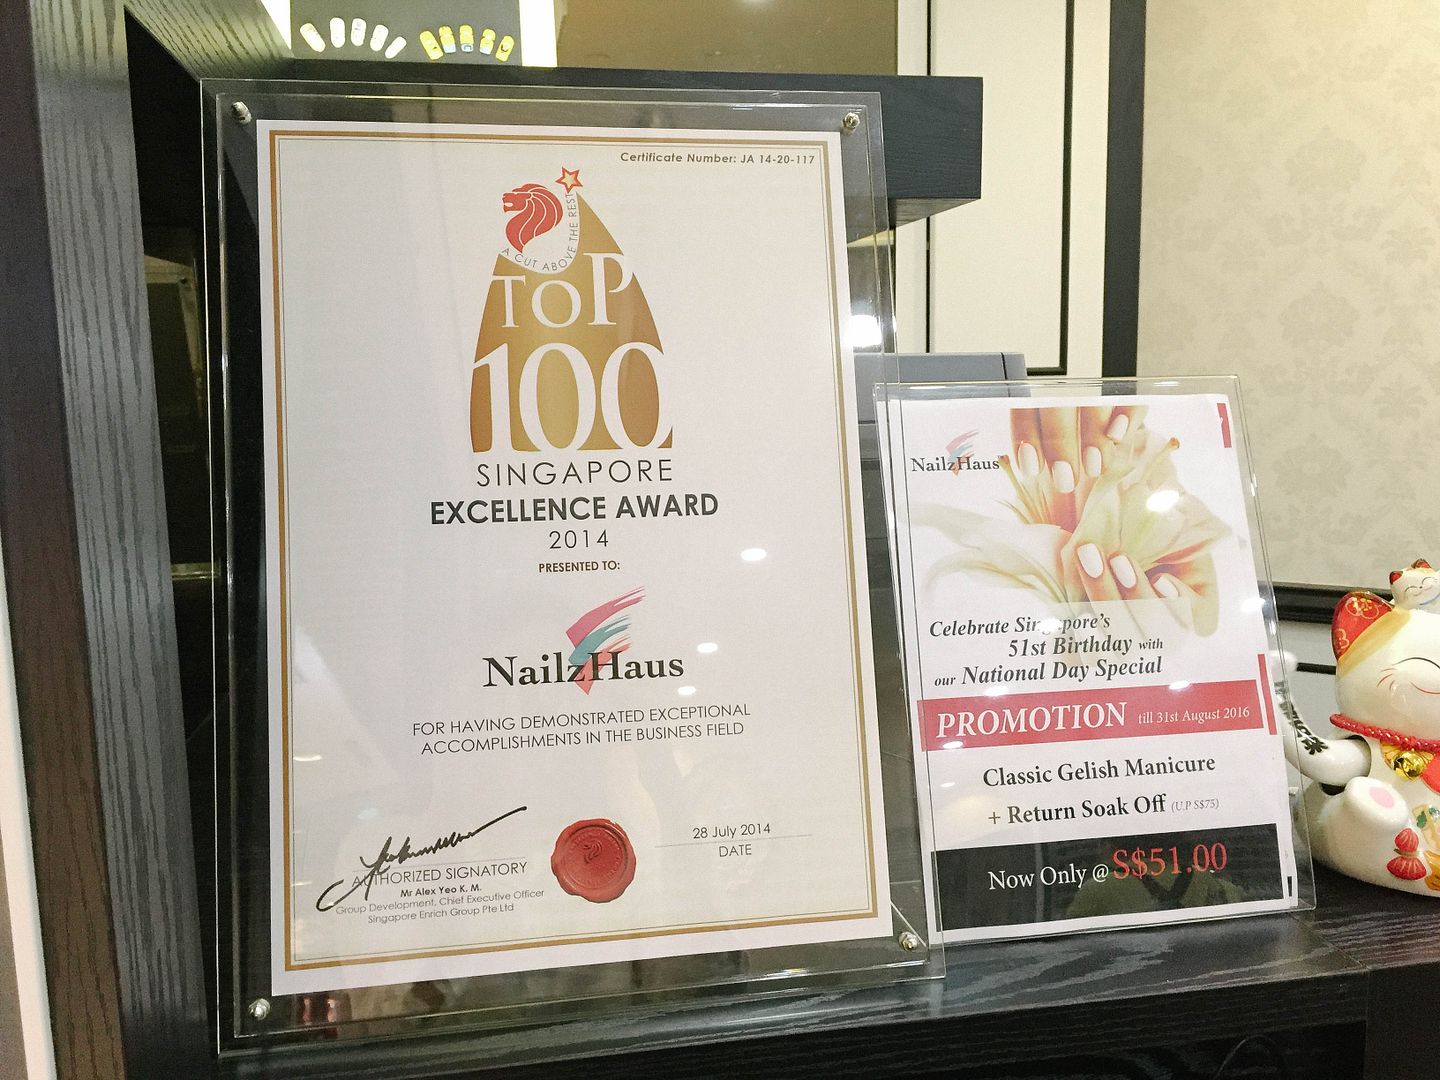 Certificate Number: JA 14-20-117
A CUT ABOVE THE REST
TOP
100
SINGAPORE
EXCELLENCE AWARD
2014
PRESENTED TO:
NailzHaus
FOR HAVING DEMONSTRATED EXCEPTIONAL
ACCOMPLISHMENTS IN THE BUSINESS FIELD
28 July 2014
DATE
AUTHORIZED SIGNATORY
Mr Alex Yeo K. M.
Group Development, Chief Executive Officer
Singapore Enrich Group Pte Ltd
NailzHaus
Celebrate Singapore's
51st Birthday with
our National Day Special
PROMOTION till 31st August 2016
Classic Gelish Manicure
+ Return Soak Off (U.P S$75)
Now Only @ S$51.00